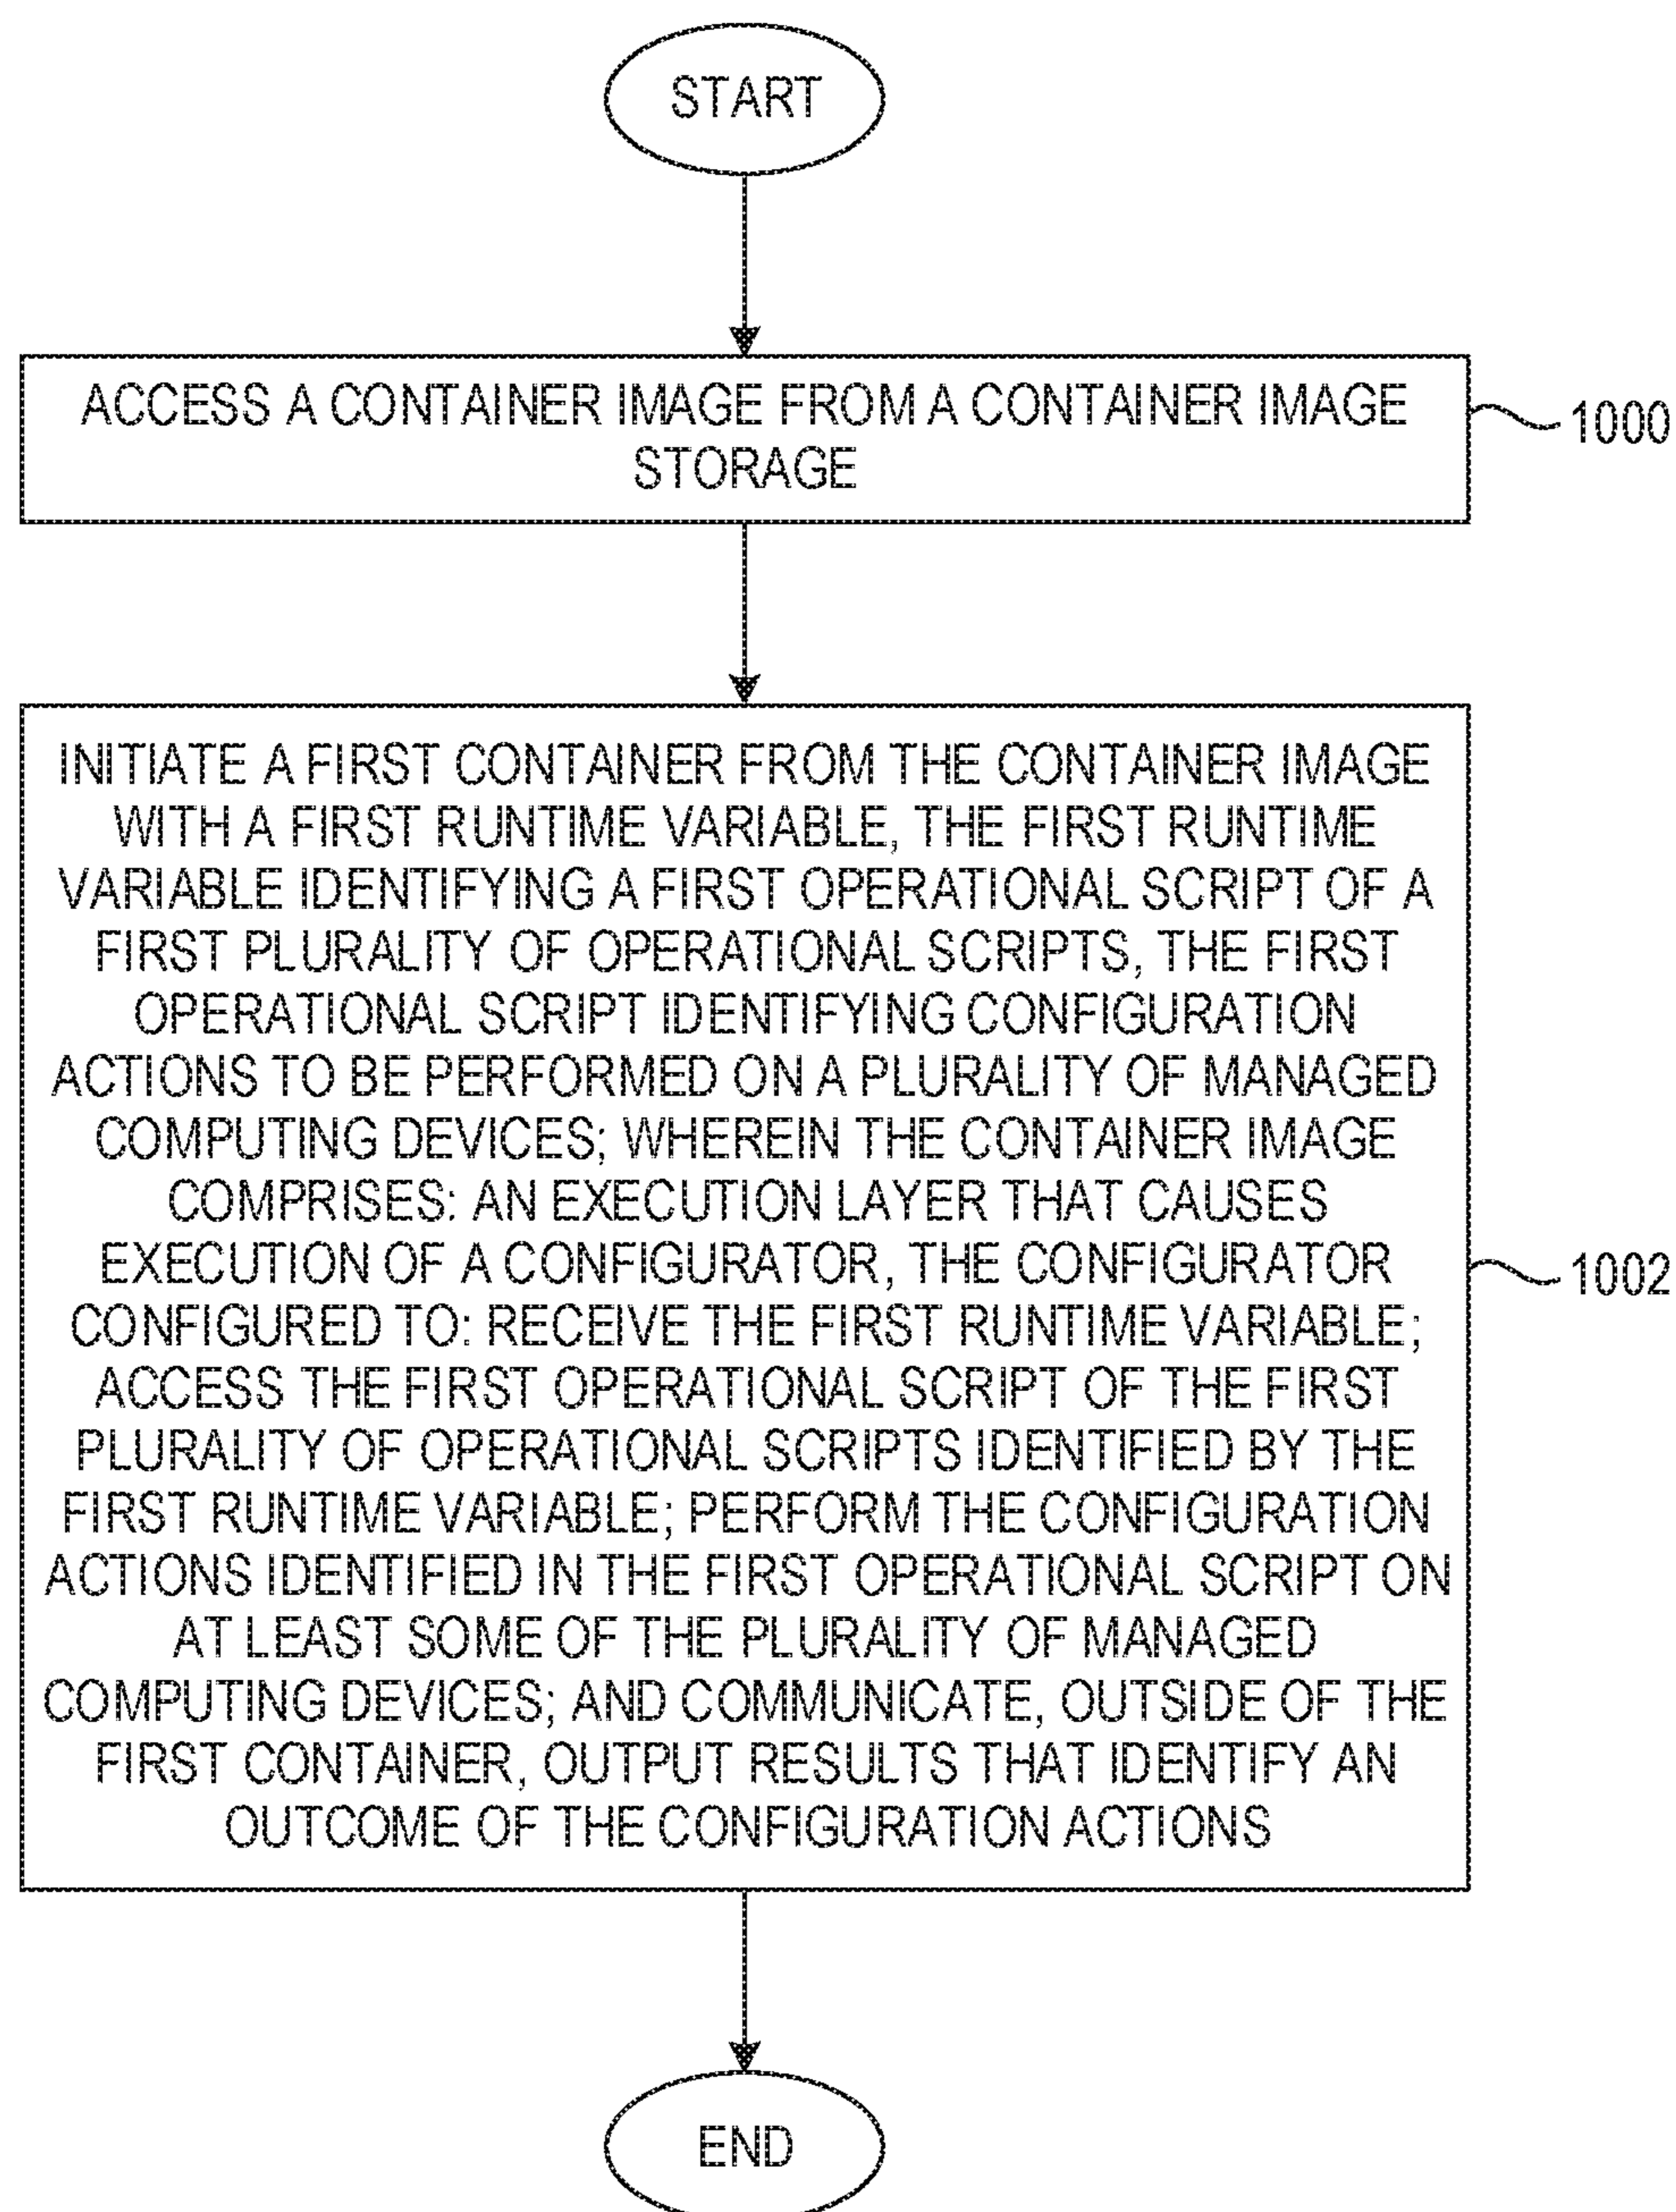 START
ACCESS A CONTAINER IMAGE FROM A CONTAINER IMAGE
STORAGE
1000
INITIATE A FIRST CONTAINER FROM THE CONTAINER IMAGE
WITH A FIRST RUNTIME VARIABLE, THE FIRST RUNTIME
VARIABLE IDENTIFYING A FIRST OPERATIONAL SCRIPT OF A
FIRST PLURALITY OF OPERATIONAL SCRIPTS, THE FIRST
OPERATIONAL SCRIPT IDENTIFYING CONFIGURATION
ACTIONS TO BE PERFORMED ON A PLURALITY OF MANAGED
COMPUTING DEVICES; WHEREIN THE CONTAINER IMAGE
COMPRISES: AN EXECUTION LAYER THAT CAUSES
EXECUTION OF A CONFIGURATOR, THE CONFIGURATOR
CONFIGURED TO: RECEIVE THE FIRST RUNTIME VARIABLE;
ACCESS THE FIRST OPERATIONAL SCRIPT OF THE FIRST
PLURALITY OF OPERATIONAL SCRIPTS IDENTIFIED BY THE
FIRST RUNTIME VARIABLE; PERFORM THE CONFIGURATION
ACTIONS IDENTIFIED IN THE FIRST OPERATIONAL SCRIPT ON
AT LEAST SOME OF THE PLURALITY OF MANAGED
COMPUTING DEVICES; AND COMMUNICATE, OUTSIDE OF THE
FIRST CONTAINER, OUTPUT RESULTS THAT IDENTIFY AN
OUTCOME OF THE CONFIGURATION ACTIONS
1002
END